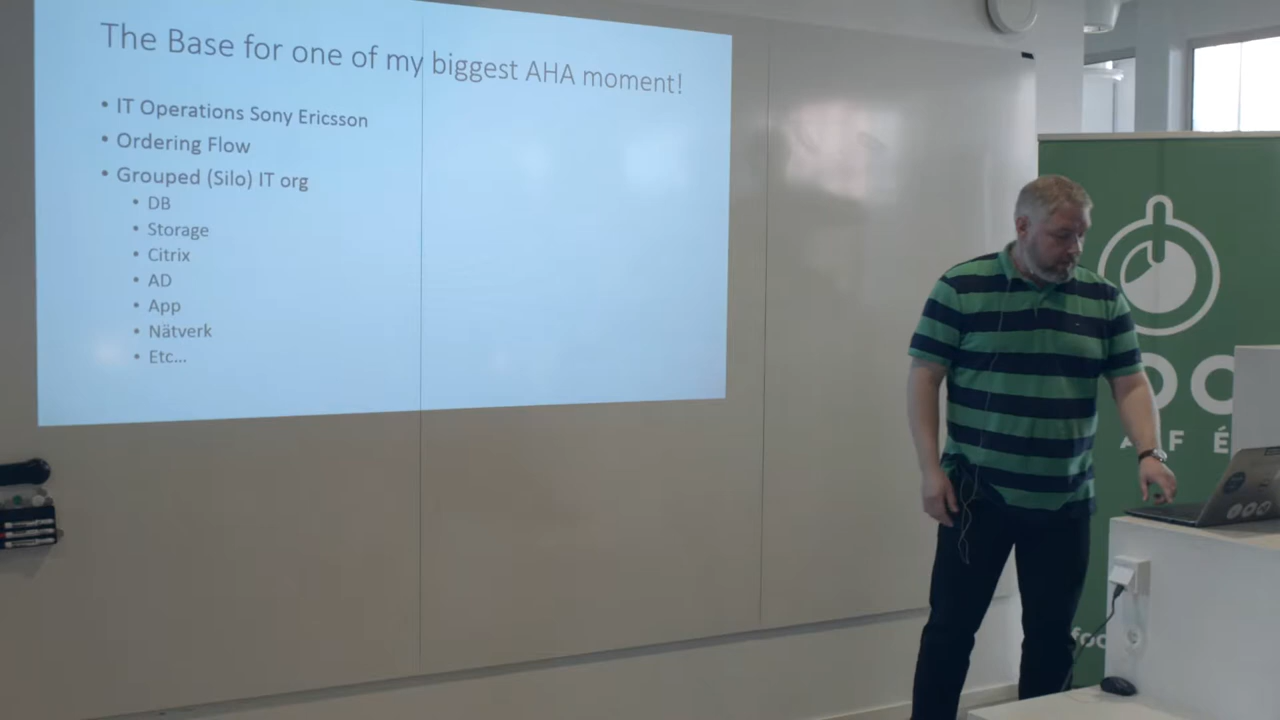 The Base for one of my biggest AHA moment!
• IT Operations Sony Ericsson
• Ordering Flow
• Grouped (Silo) IT org
• DB
• Storage
• Citrix
• AD
• App
• Nätverk
• Etc...